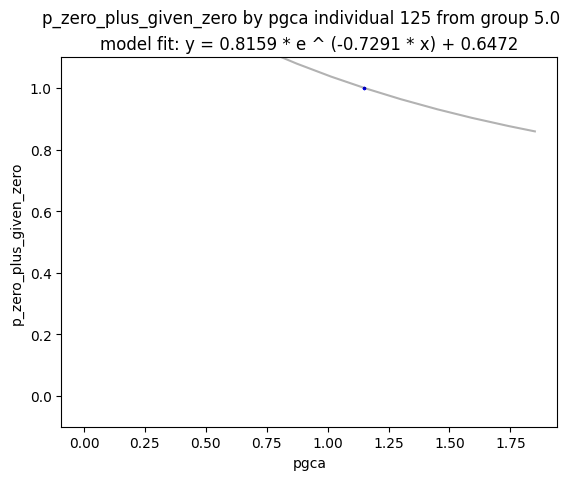 p_zero_plus_given_zero by pgca individual 125 from group 5.0
model fit: y = 0.8159 * e ^ (-0.7291 * x) + 0.6472
1.0
0.8
0.6
0.4
0.2
0.0
p_zero_plus_given_zero
0.00 0.25 0.50 0.75 1.00 1.25 1.50 1.75
pgca